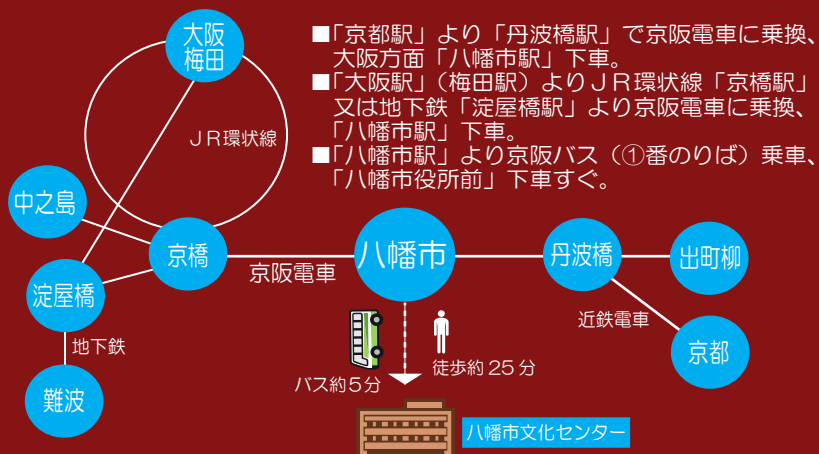 ■「京都駅」より「丹波橋駅」で京阪電車に乗換、
大阪方面「八幡市駅」下車。
■「大阪駅」（梅田駅）よりＪＲ環状線「京橋駅」
又は地下鉄「淀屋橋駅」より京阪電車に乗換、
「八幡市駅」下車。
■「八幡市駅」より京阪バス（①番のりば）乗車、
「八幡市役所前」下車すぐ。
大阪
梅田
ＪＲ環状線
中之島
京橋
京阪電車
八幡市
丹波橋
出町柳
淀屋橋
地下鉄
近鉄電車
京都
難波
バス約５分
徒歩約 25 分
八幡市文化センター